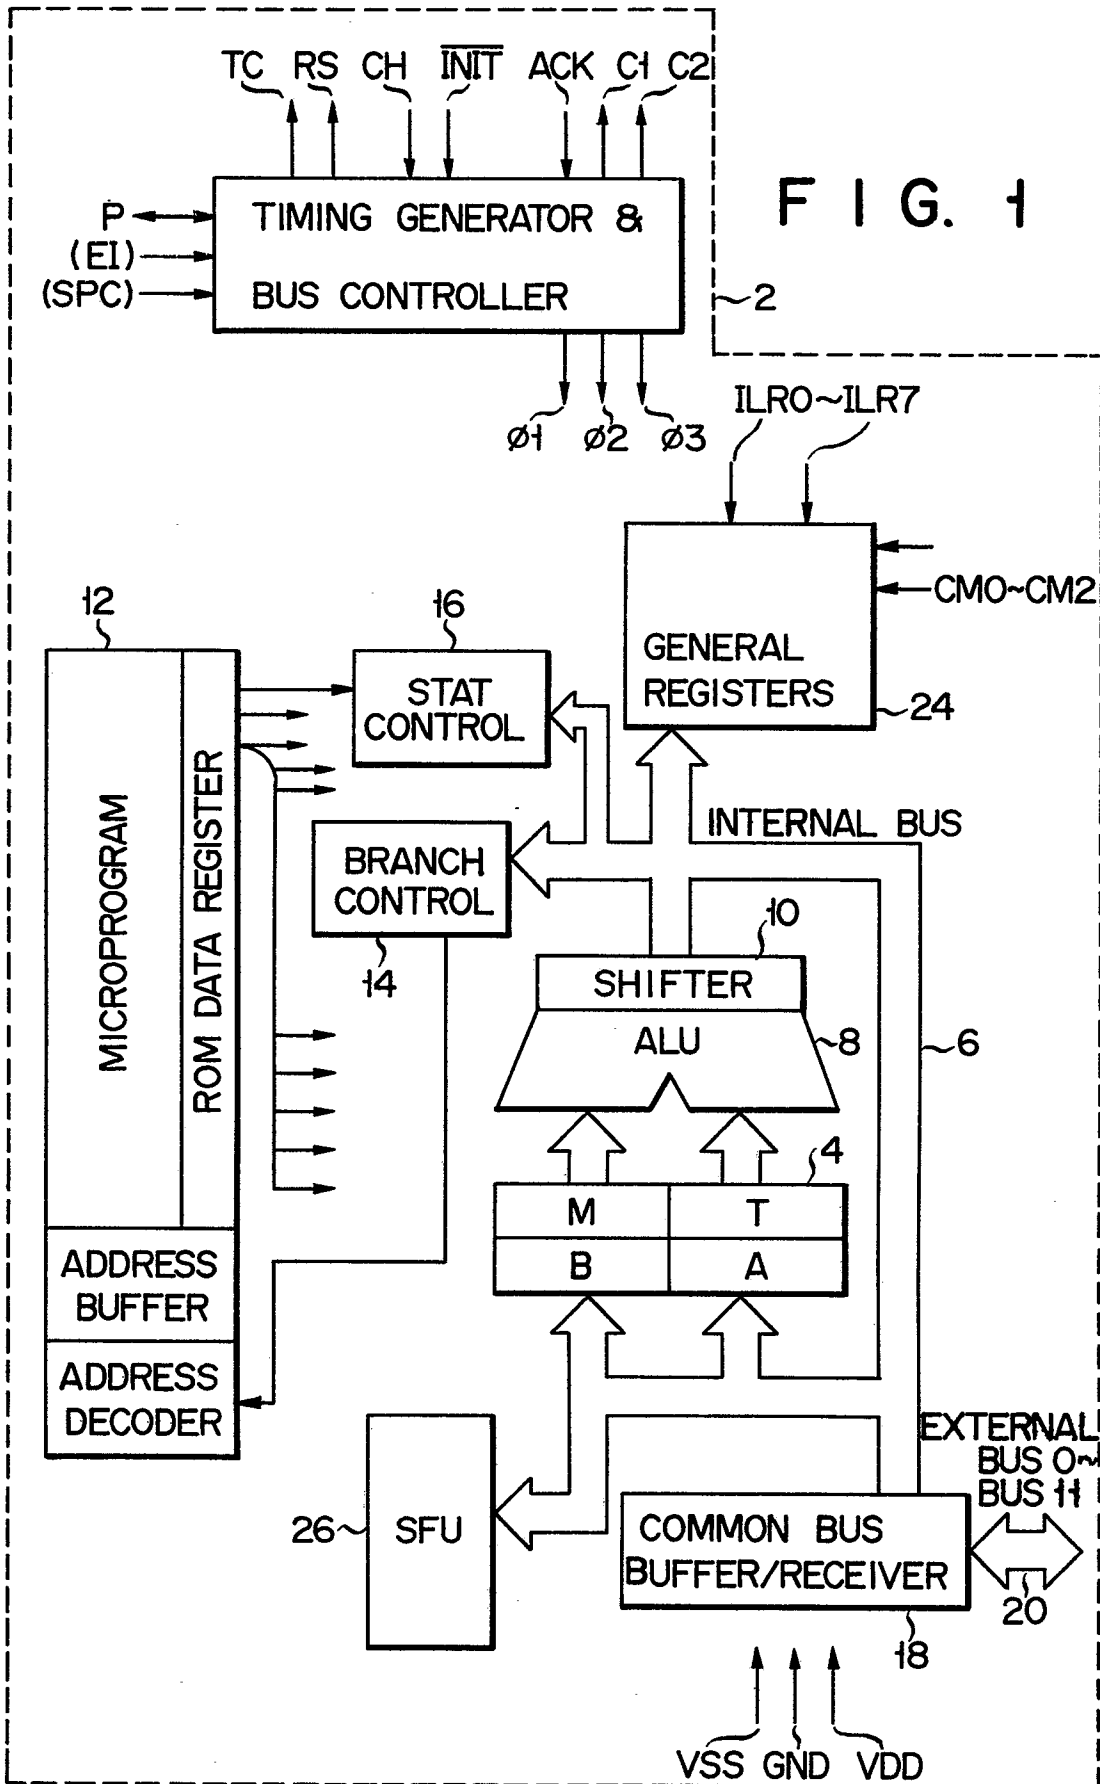 TC RS CH INIT ACK C1 C2
FIG. 1
P
(EI)
(SPC)
TIMING GENERATOR &
BUS CONTROLLER
2
ø1 ø2 ø3
ILR0~ILR7
CM0~CM2
GENERAL
REGISTERS
24
12
16
STAT
CONTROL
MICROPROGRAM
ROM DATA REGISTER
INTERNAL BUS
BRANCH
CONTROL
14
10
SHIFTER
ALU
8
6
4
M T
B A
ADDRESS
BUFFER
ADDRESS
DECODER
EXTERNAL
BUS 0~
BUS 11
26
SFU
COMMON BUS
BUFFER/RECEIVER
20
18
VSS GND VDD